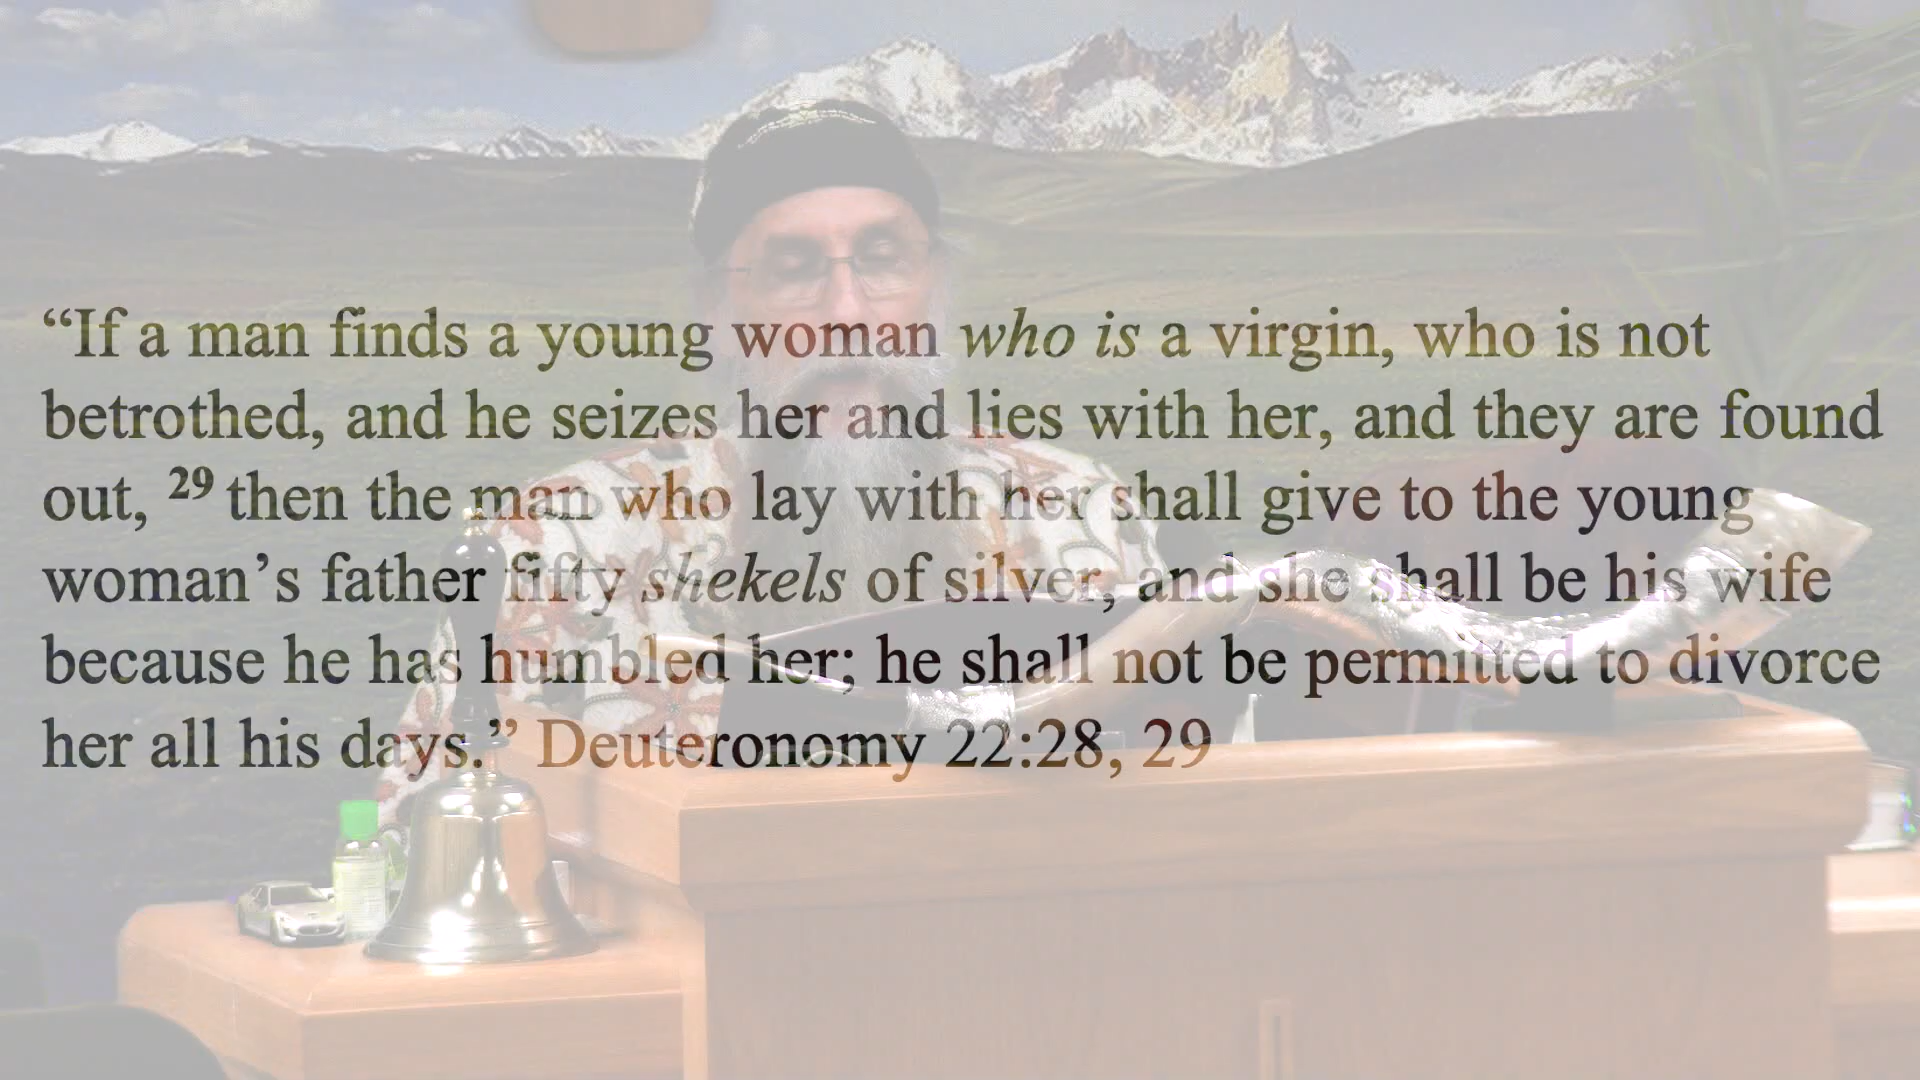 “If a man finds a young woman who is a virgin, who is not
betrothed, and he seizes her and lies with her, and they are found
out, 29 then the man who lay with her shall give to the young
woman’s father fifty shekels of silver, and she shall be his wife
because he has humbled her; he shall not be permitted to divorce
her all his days.” Deuteronomy 22:28, 29